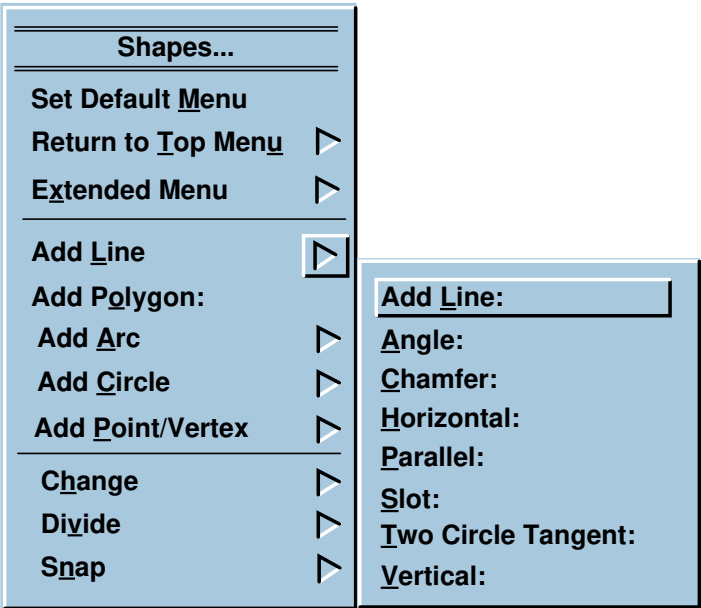 Shapes...
Set Default Menu
Return to Top Menu
Extended Menu
Add Line
Add Polygon:
Add Arc
Add Circle
Add Point/Vertex
Change
Divide
Snap
Add Line:
Angle:
Chamfer:
Horizontal:
Parallel:
Slot:
Two Circle Tangent:
Vertical: